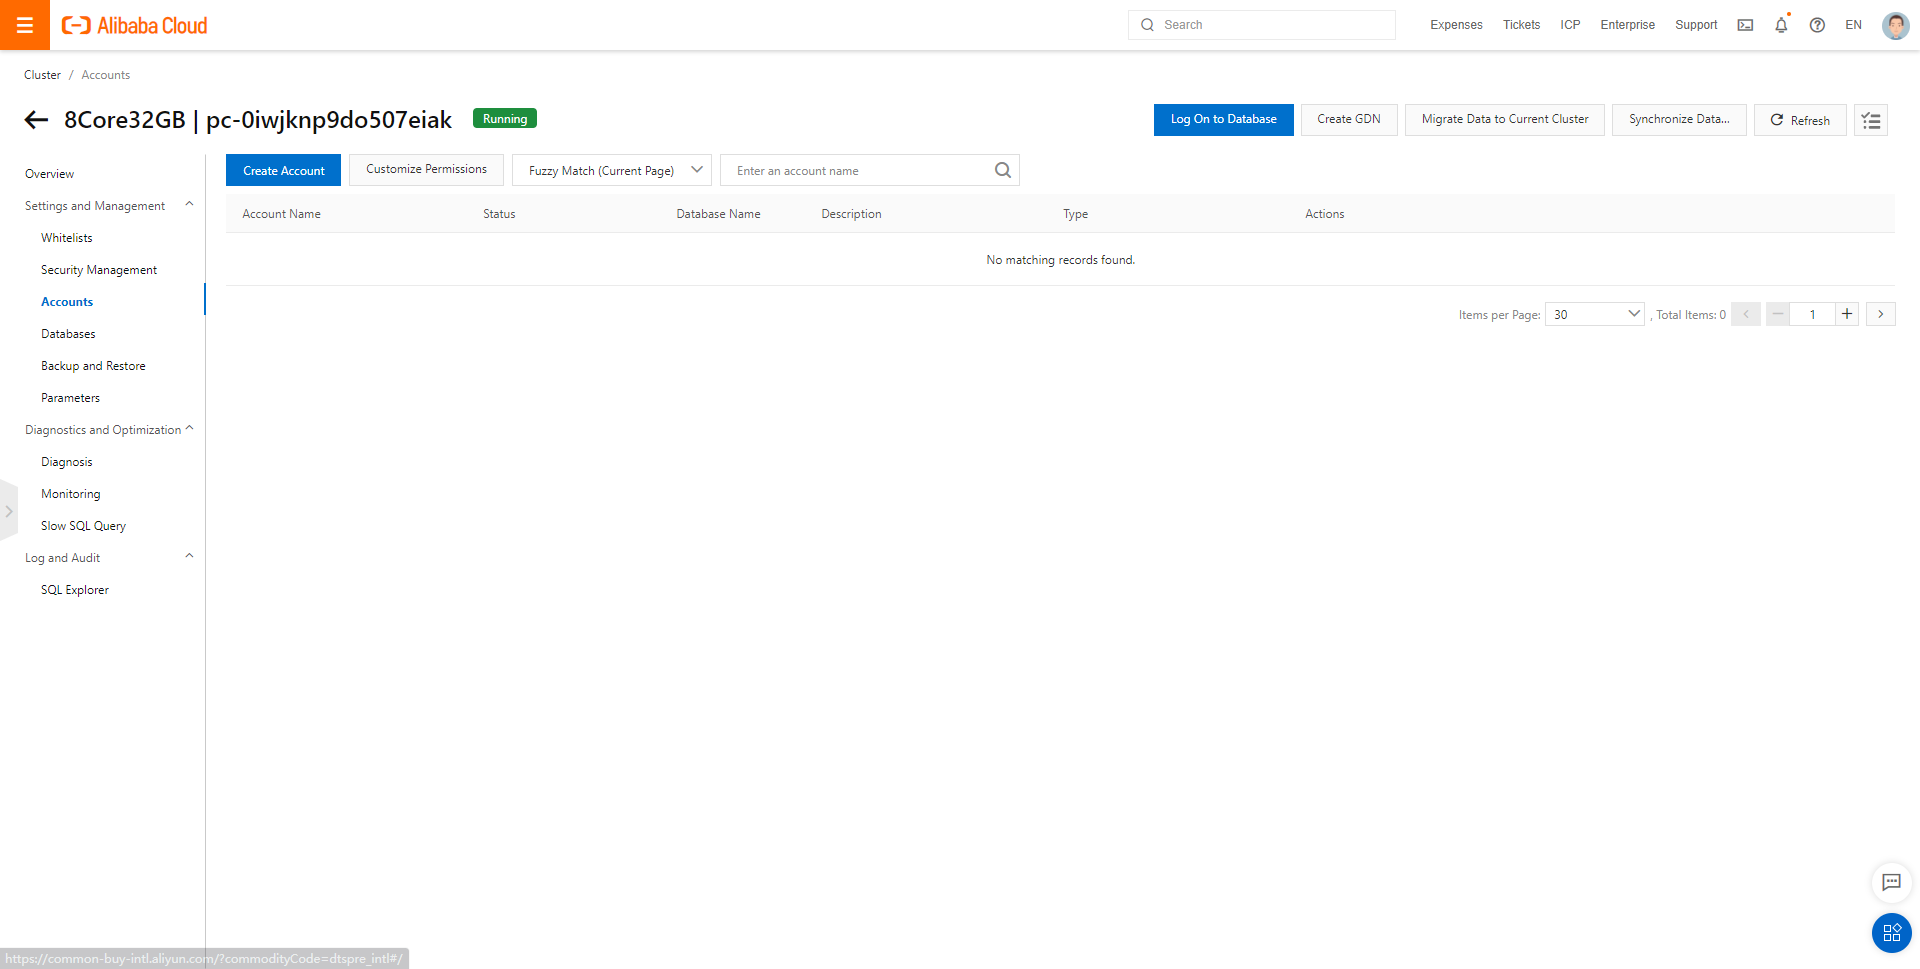 Alibaba Cloud
Search
Expenses Tickets ICP Enterprise Support EN
Cluster / Accounts
8Core32GB | pc-0iwjknp9do507eiak Running
Log On to Database Create GDN Migrate Data to Current Cluster Synchronize Data... Refresh
Overview
Settings and Management
Whitelists
Security Management
Accounts
Databases
Backup and Restore
Parameters
Diagnostics and Optimization
Diagnosis
Monitoring
Slow SQL Query
Log and Audit
SQL Explorer
Create Account Customize Permissions Fuzzy Match (Current Page) Enter an account name
Account Name Status Database Name Description Type Actions
No matching records found.
Items per Page: 30 , Total Items: 0 1
https://common-buy-intl.aliyun.com/?commodityCode=dtspre_intl#/